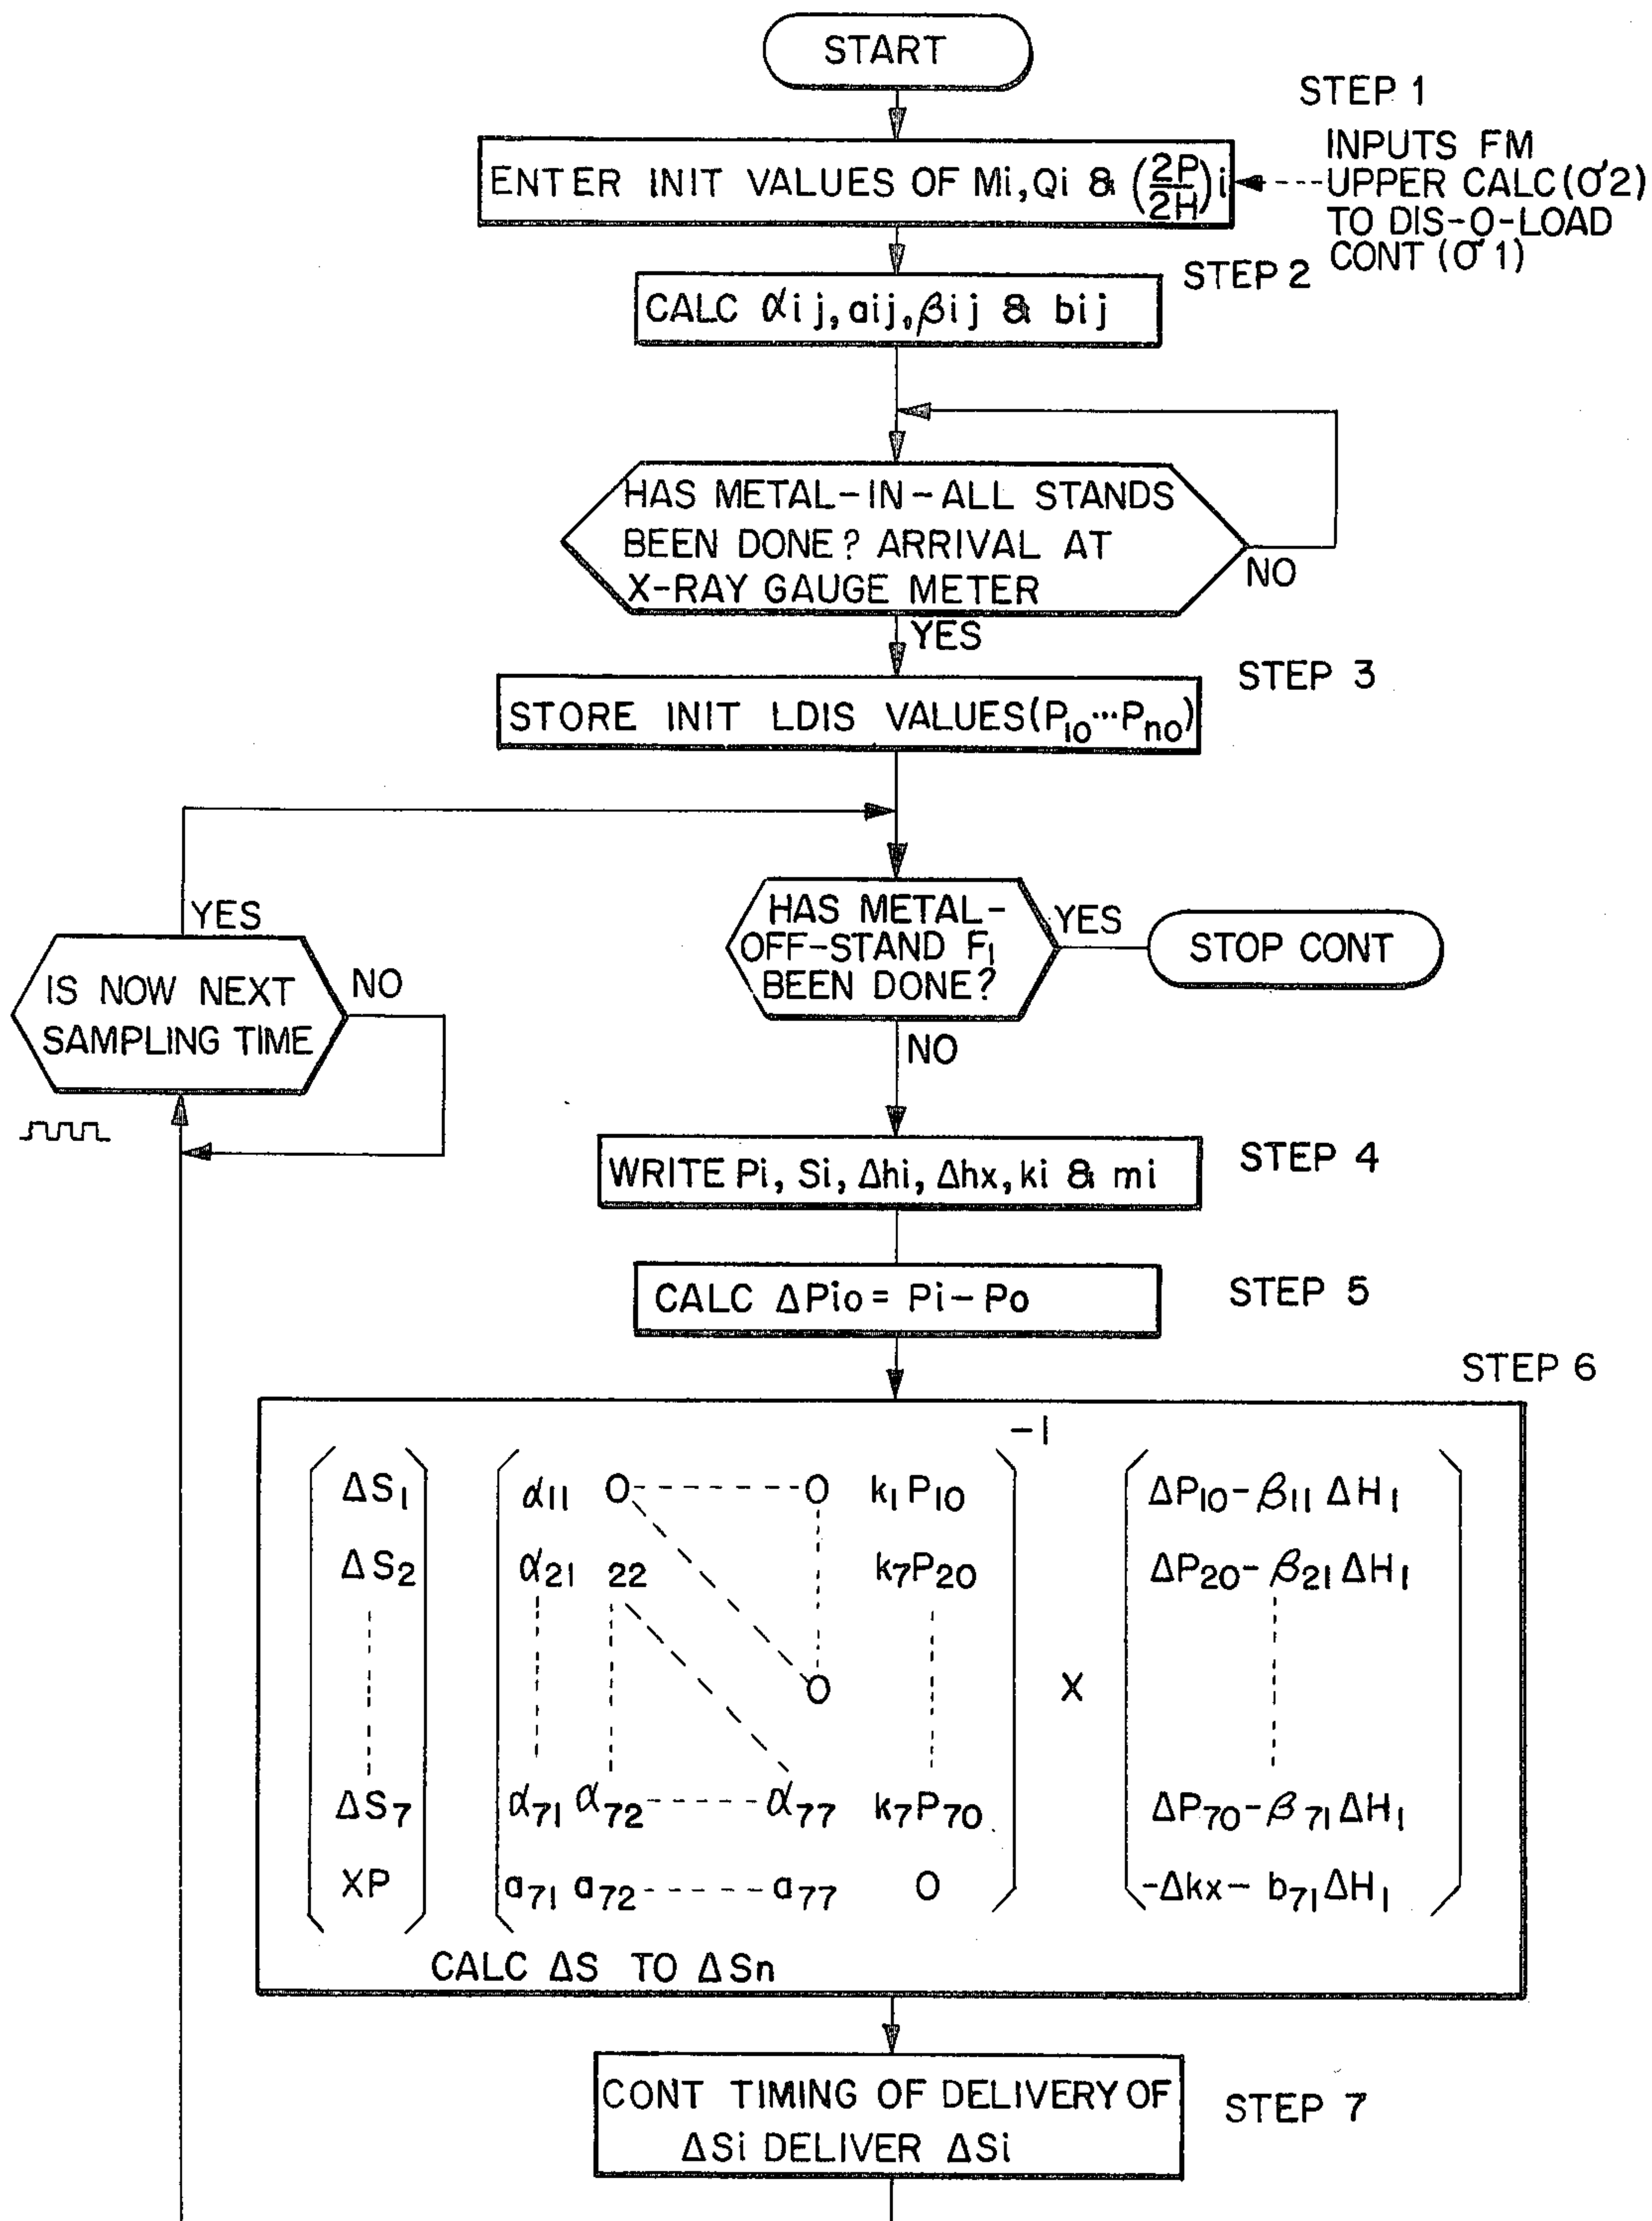 START
STEP 1
ENTER INIT VALUES OF Mi, Qi & (2P/2H)i
INPUTS FM
UPPER CALC (σ2)
TO DIS-O-LOAD
CONT (σ1)
STEP 2
CALC αij, aij, βij & bij
HAS METAL-IN-ALL STANDS
BEEN DONE? ARRIVAL AT
X-RAY GAUGE METER
NO
YES
STEP 3
STORE INIT LDIS VALUES (P10···Pn0)
HAS METAL-
OFF-STAND F1
BEEN DONE?
YES
STOP CONT
NO
YES
IS NOW NEXT
SAMPLING TIME
NO
STEP 4
WRITE Pi, Si, Δhi, Δhx, ki & mi
STEP 5
CALC ΔPio = Pi - Po
STEP 6
-1
ΔS1 α11 0 0 k1P10 ΔP10-β11 ΔH1
ΔS2 α21 22 k7P20 ΔP20-β21 ΔH1
0 X
ΔS7 α71 α72 α77 k7P70 ΔP70-β71 ΔH1
XP a71 a72 a77 0 -Δkx- b71ΔH1
CALC ΔS TO ΔSn
CONT TIMING OF DELIVERY OF
ΔSi DELIVER ΔSi
STEP 7